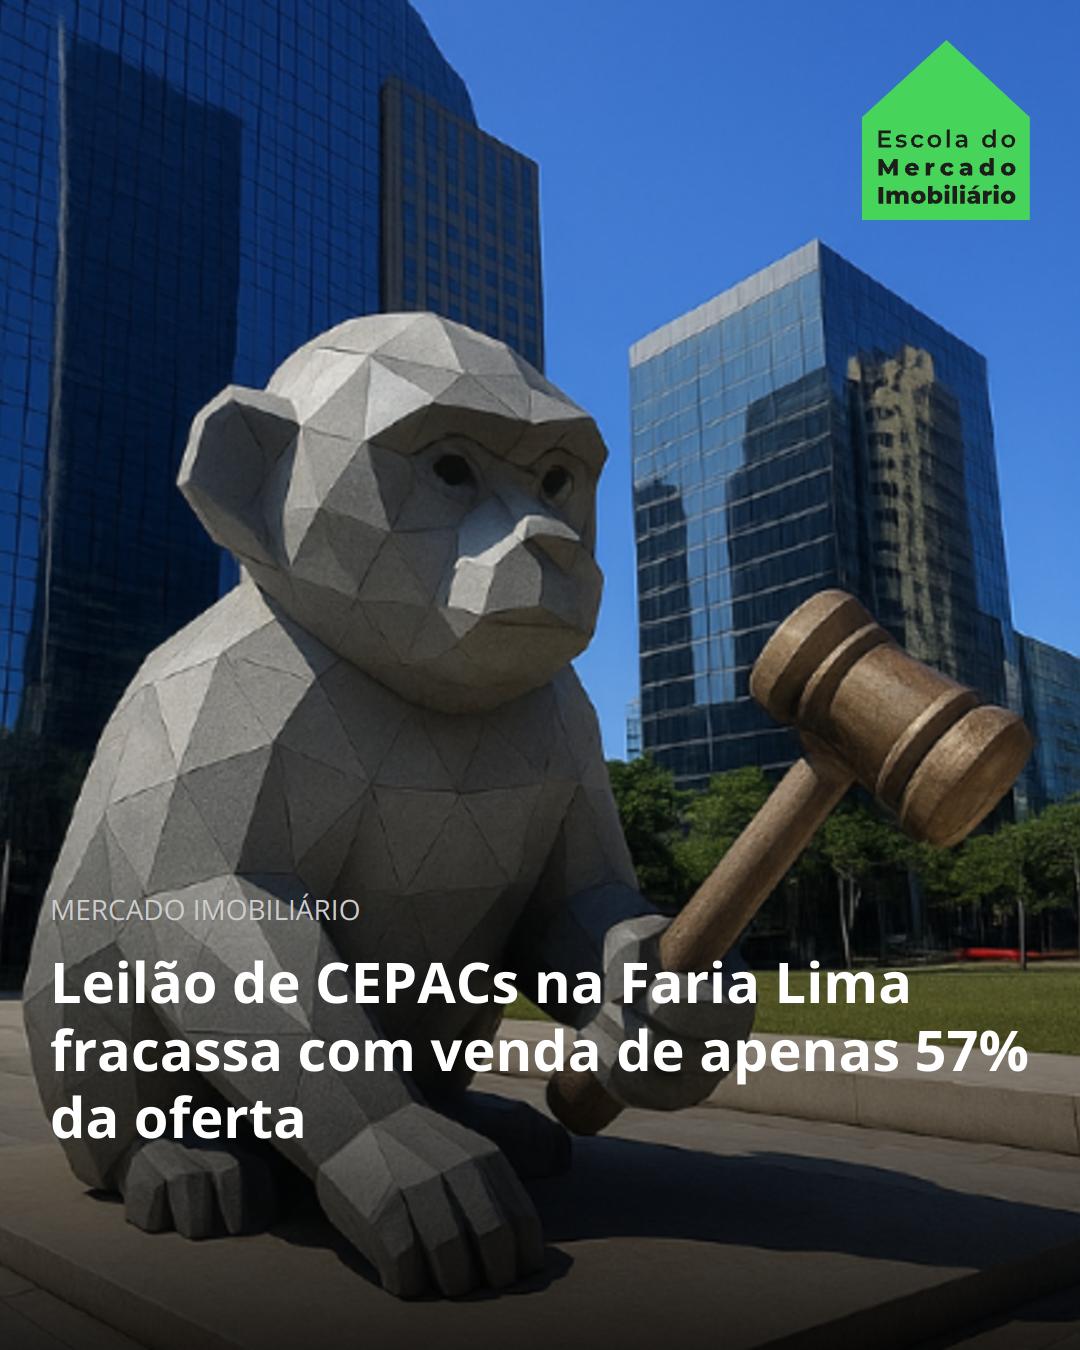 Escola do
Mercado
Imobiliário
MERCADO IMOBILIÁRIO
Leilão de CEPACs na Faria Lima
fracassa com venda de apenas 57%
da oferta